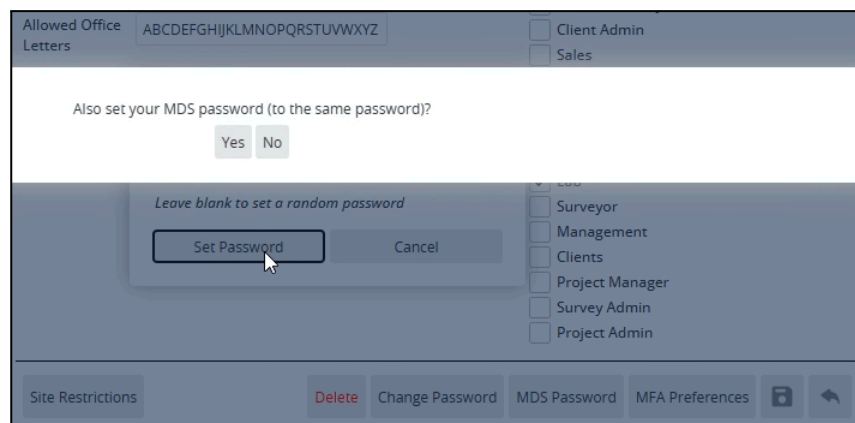 Allowed Office
Letters
ABCDEFGHIJKLMNOPQRSTUVWXYZ
Client Admin
Sales
Also set your MDS password (to the same password)?
Yes No
Leave blank to set a random password
Set Password Cancel
Surveyor
Management
Clients
Project Manager
Survey Admin
Project Admin
Site Restrictions Delete Change Password MDS Password MFA Preferences